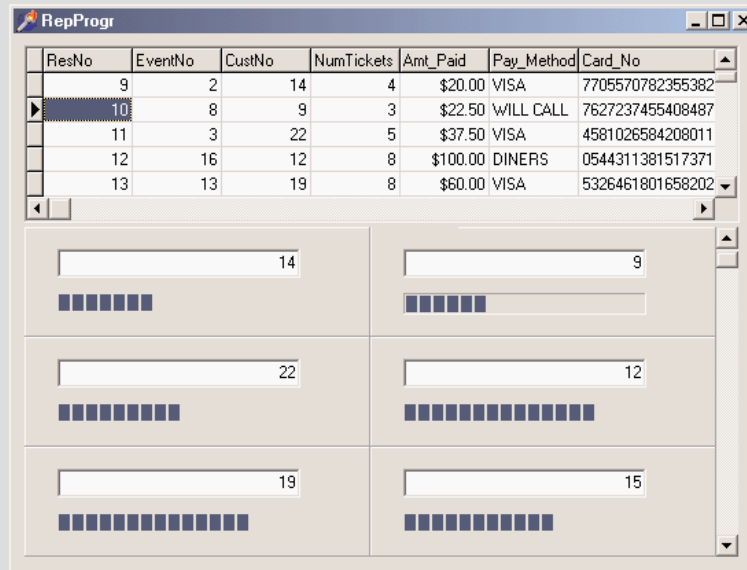 RepProgr
ResNo EventNo CustNo NumTickets Amt_Paid Pay_Method Card_No
9 2 14 4 $20.00 VISA 7705570782355382
10 8 9 3 $22.50 WILL CALL 7627237455408487
11 3 22 5 $37.50 VISA 4581026584208011
12 16 12 8 $100.00 DINERS 0544311381517371
13 13 19 8 $60.00 VISA 5326461801658202
14 9
22 12
19 15